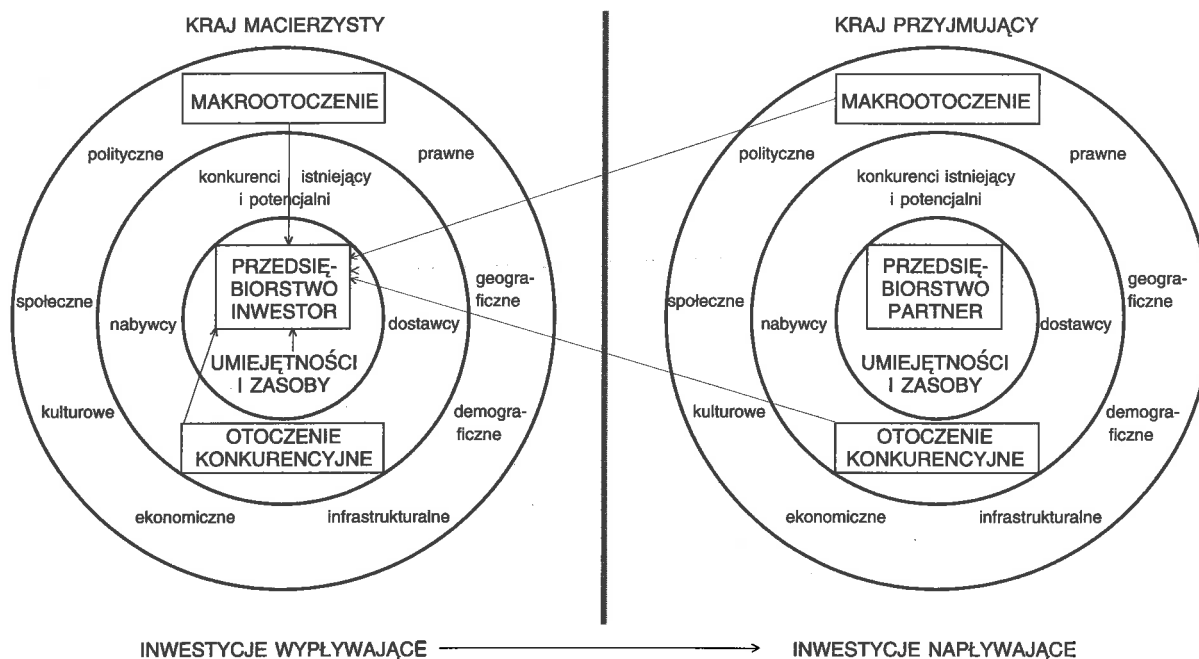 KRAJ MACIERZYSTY
MAKROOTOCZENIE
polityczne
prawne
konkurenci istniejący
i potencjalni
PRZEDSIĘ-
BIORSTWO
INWESTOR
społeczne
nabywcy
dostawcy
geogra-
ficzne
UMIEJĘTNOŚCI
I ZASOBY
kulturowe
demogra-
ficzne
OTOCZENIE
KONKURENCYJNE
ekonomiczne
infrastrukturalne
KRAJ PRZYJMUJĄCY
MAKROOTOCZENIE
polityczne
prawne
konkurenci istniejący
i potencjalni
PRZEDSIĘ-
BIORSTWO
PARTNER
społeczne
nabywcy
dostawcy
geogra-
ficzne
UMIEJĘTNOŚCI
I ZASOBY
kulturowe
demogra-
ficzne
OTOCZENIE
KONKURENCYJNE
ekonomiczne
infrastrukturalne
INWESTYCJE WYPŁYWAJĄCE
INWESTYCJE NAPŁYWAJĄCE